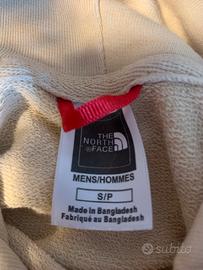 THE
NORTH
FACE
MENS/HOMMES
S/P
Made in Bangladesh
Fabriqué au Bangladesh
subito